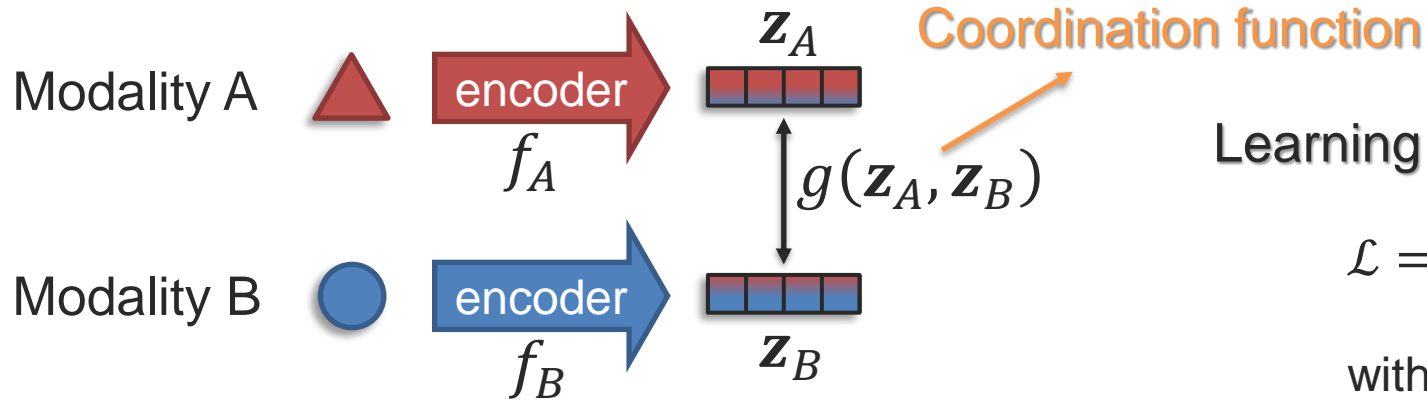 Modality A
encoder
f_A
z_A
Coordination function
g(z_A, z_B)
Learning
ℒ =
Modality B
encoder
f_B
z_B
with